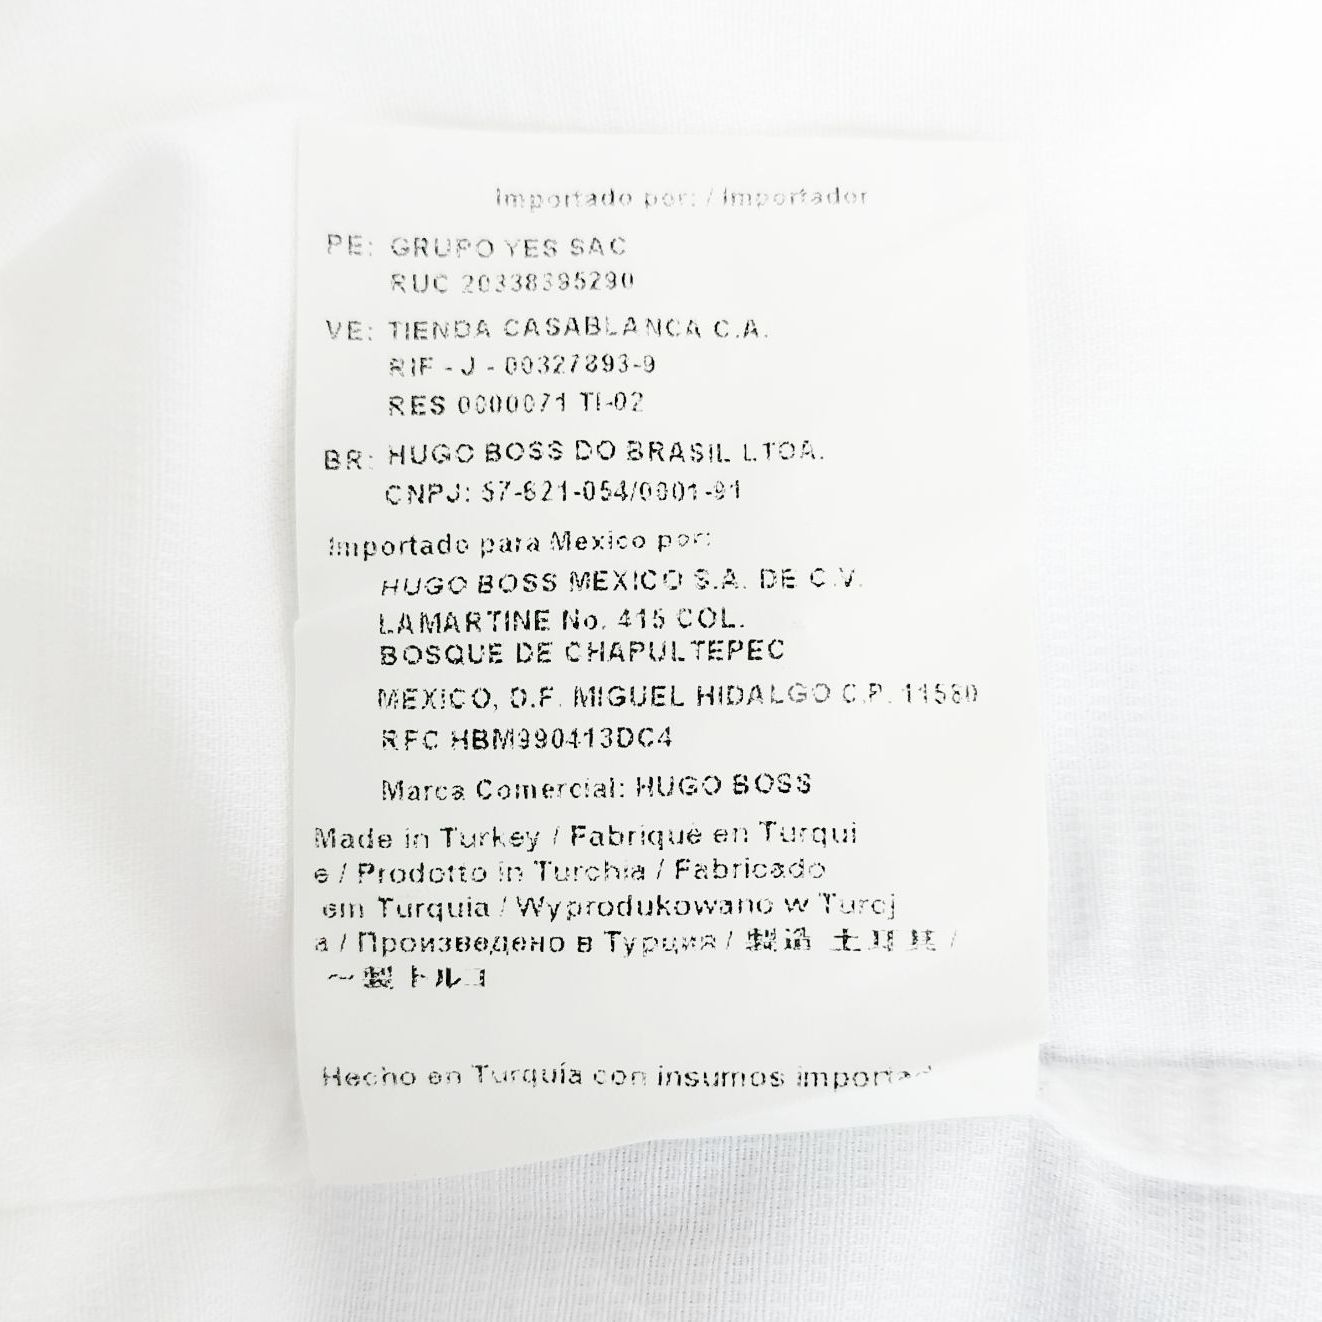 Importado por: / Importador
PE: GRUPO YES SAC
RUC 20338395290
VE: TIENDA CASABLANCA C.A.
RIF - J - 00327893-9
RES 0000071 TI-02
BR: HUGO BOSS DO BRASIL LTDA.
CNPJ: 57-621-054/0001-91
Importado para Mexico por:
HUGO BOSS MEXICO S.A. DE C.V.
LAMARTINE No. 415 COL.
BOSQUE DE CHAPULTEPEC
MEXICO, D.F. MIGUEL HIDALGO C.P. 11580
RFC HBM990413DC4
Marca Comercial: HUGO BOSS
Made in Turkey / Fabriqué en Turqui
e / Prodotto in Turchia / Fabricado
em Turquia / Wyprodukowano w Turcj
a / Произведено в Турция / 製造 土耳其 /
～製 トルコ
Hecho en Turquía con insumos importad